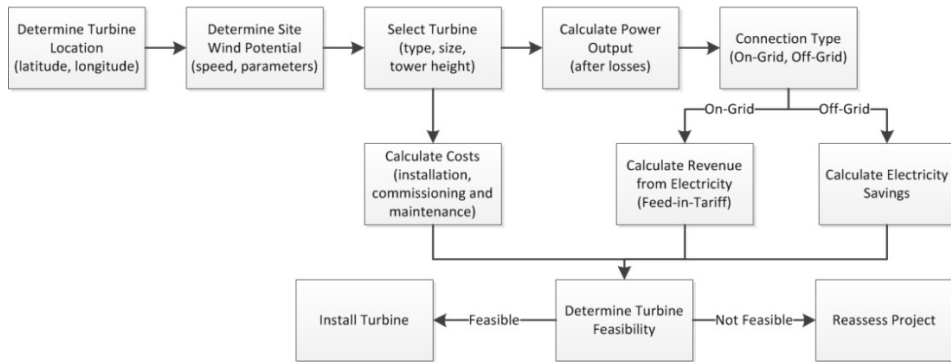 Determine Turbine
Location
(latitude, longitude)
Determine Site
Wind Potential
(speed, parameters)
Select Turbine
(type, size,
tower height)
Calculate Power
Output
(after losses)
Connection Type
(On-Grid, Off-Grid)
On-Grid
Off-Grid
Calculate Costs
(installation,
commissioning and
maintenance)
Calculate Revenue
from Electricity
(Feed-in-Tariff)
Calculate Electricity
Savings
Install Turbine
Feasible
Determine Turbine
Feasibility
Not Feasible
Reassess Project